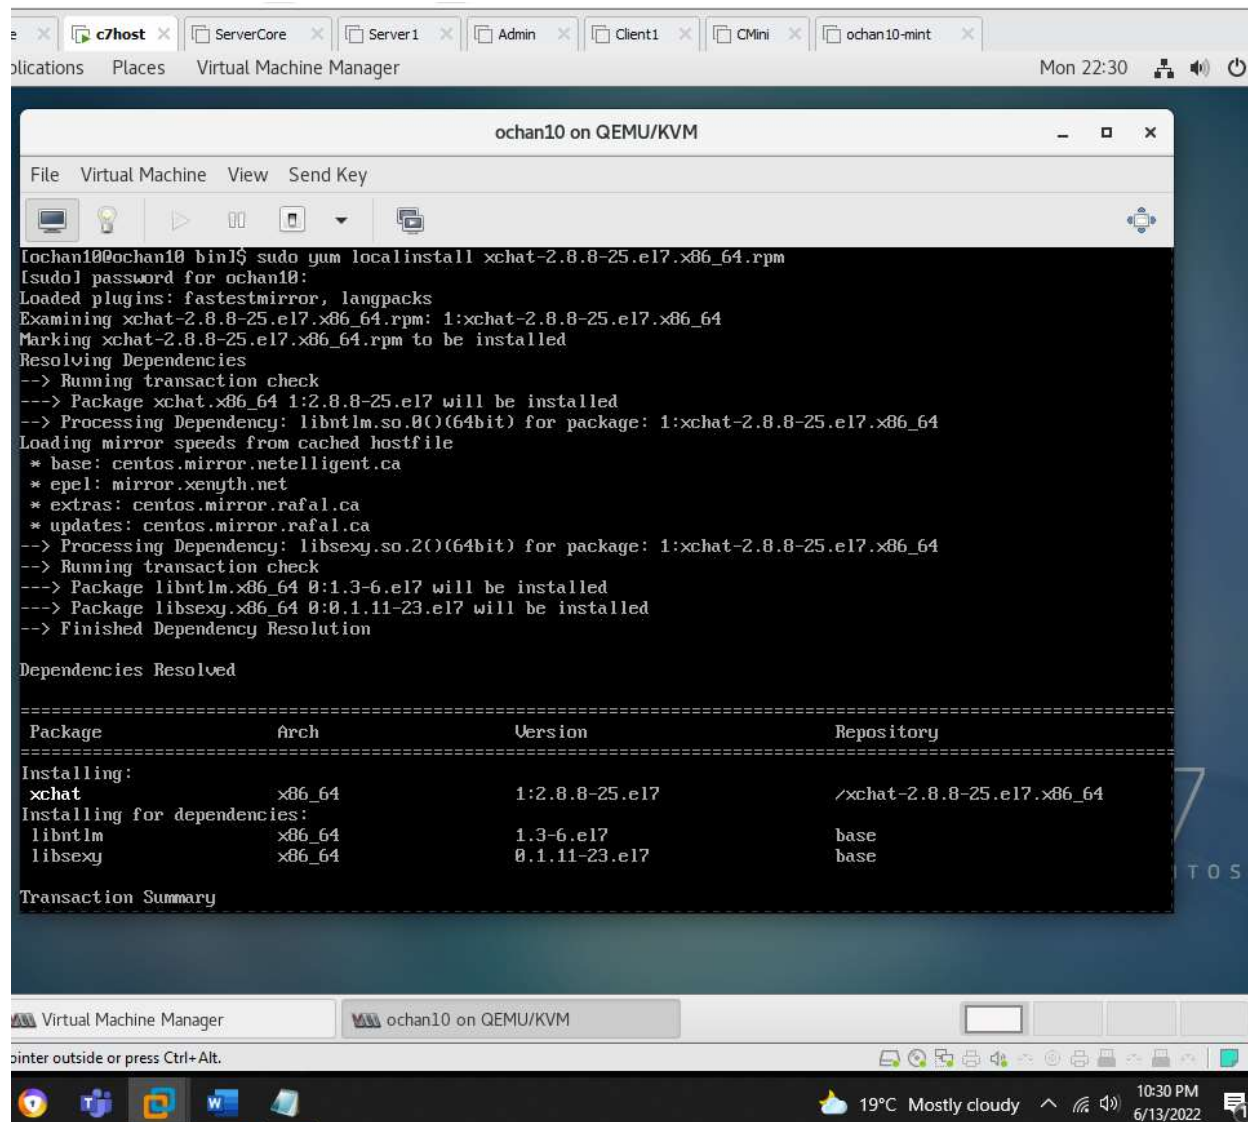 c7host
ServerCore
Server1
Admin
Client1
CMini
ochan10-mint
Places
Virtual Machine Manager
Mon 22:30
ochan10 on QEMU/KVM
File Virtual Machine View Send Key
[ochan10@ochan10 bin]$ sudo yum localinstall xchat-2.8.8-25.el7.x86_64.rpm
[sudo] password for ochan10:
Loaded plugins: fastestmirror, langpacks
Examining xchat-2.8.8-25.el7.x86_64.rpm: 1:xchat-2.8.8-25.el7.x86_64
Marking xchat-2.8.8-25.el7.x86_64.rpm to be installed
Resolving Dependencies
--> Running transaction check
---> Package xchat.x86_64 1:2.8.8-25.el7 will be installed
--> Processing Dependency: libntlm.so.0()(64bit) for package: 1:xchat-2.8.8-25.el7.x86_64
Loading mirror speeds from cached hostfile
* base: centos.mirror.netelligent.ca
* epel: mirror.xenyth.net
* extras: centos.mirror.rafal.ca
* updates: centos.mirror.rafal.ca
--> Processing Dependency: libsexy.so.2()(64bit) for package: 1:xchat-2.8.8-25.el7.x86_64
--> Running transaction check
---> Package libntlm.x86_64 0:1.3-6.el7 will be installed
---> Package libsexy.x86_64 0:0.1.11-23.el7 will be installed
--> Finished Dependency Resolution
Dependencies Resolved
Package Arch Version Repository
Installing:
xchat x86_64 1:2.8.8-25.el7 /xchat-2.8.8-25.el7.x86_64
Installing for dependencies:
libntlm x86_64 1.3-6.el7 base
libsexy x86_64 0.1.11-23.el7 base
Transaction Summary
7
TOS
Virtual Machine Manager
ochan10 on QEMU/KVM
outside or press Ctrl+Alt.
19°C Mostly cloudy
10:30 PM
6/13/2022